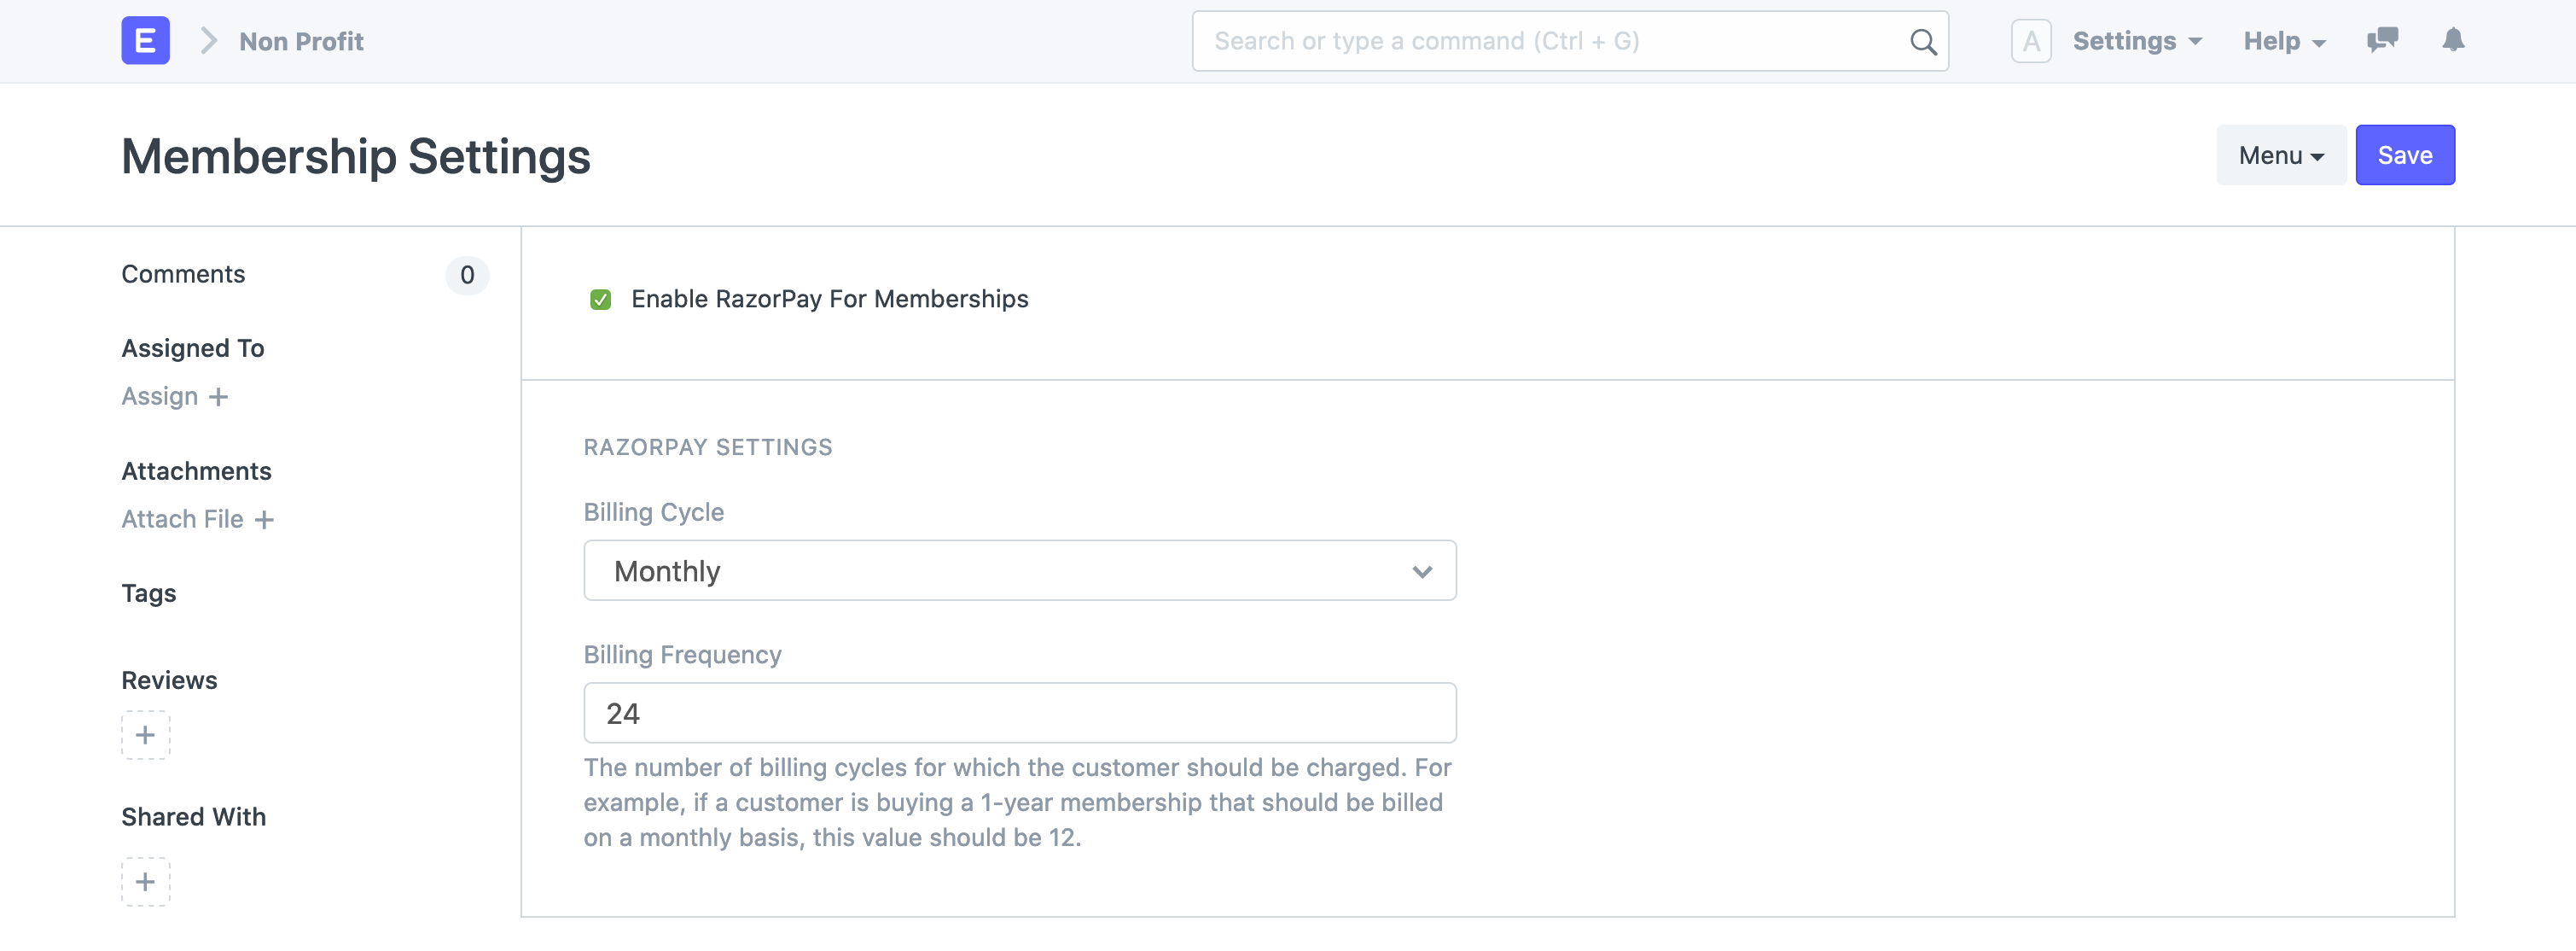 E
Non Profit
Search or type a command (Ctrl + G)
A
Settings
Help
Membership Settings
Menu
Save
Comments
0
Assigned To
Assign +
Attachments
Attach File +
Tags
Reviews
+
Shared With
+
Enable RazorPay For Memberships
RAZORPAY SETTINGS
Billing Cycle
Monthly
Billing Frequency
24
The number of billing cycles for which the customer should be charged. For
example, if a customer is buying a 1-year membership that should be billed
on a monthly basis, this value should be 12.